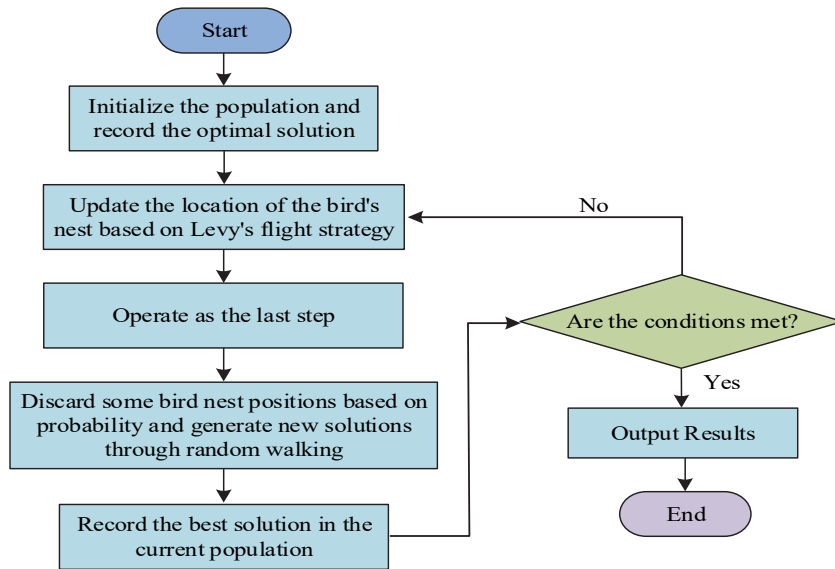 Start
Initialize the population and
record the optimal solution
Update the location of the bird's
nest based on Levy's flight strategy
Operate as the last step
Discard some bird nest positions based on
probability and generate new solutions
through random walking
Record the best solution in the
current population
No
Are the conditions met?
Yes
Output Results
End